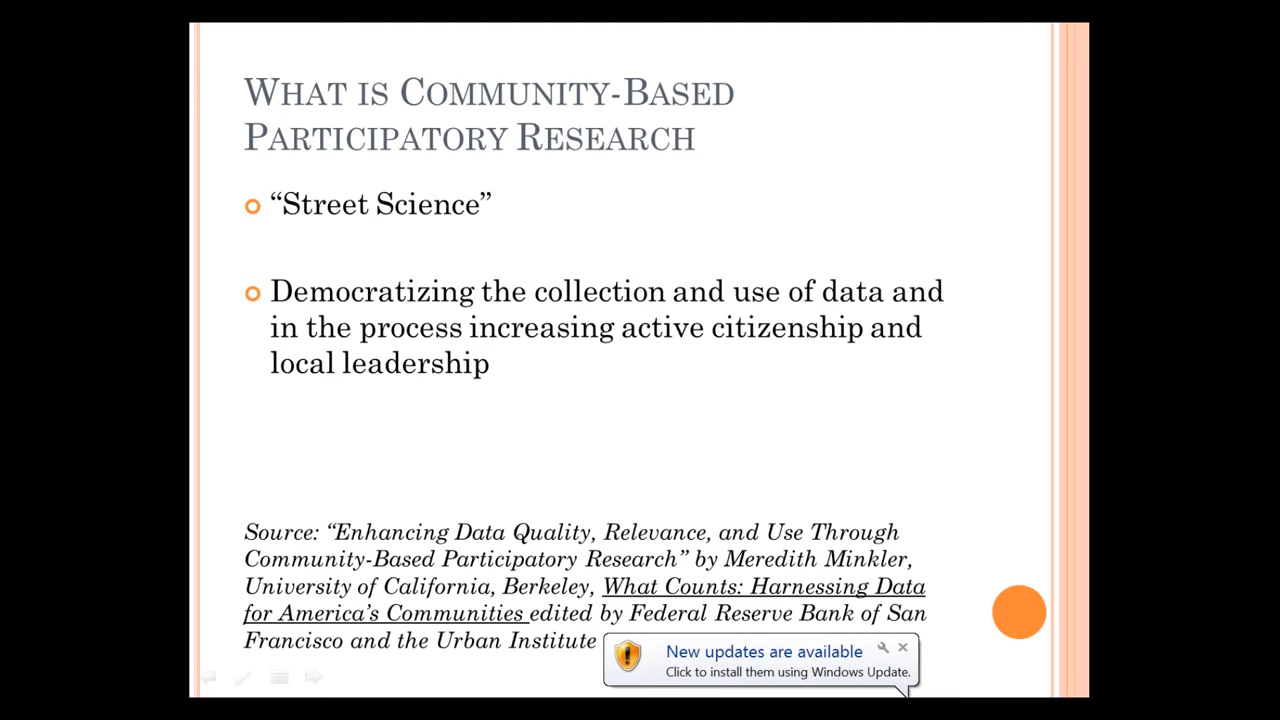 WHAT IS COMMUNITY-BASED
PARTICIPATORY RESEARCH
“Street Science”
Democratizing the collection and use of data and
in the process increasing active citizenship and
local leadership
Source: “Enhancing Data Quality, Relevance, and Use Through
Community-Based Participatory Research” by Meredith Minkler,
University of California, Berkeley, What Counts: Harnessing Data
for America’s Communities edited by Federal Reserve Bank of San
Francisco and the Urban Institute
New updates are available
Click to install them using Windows Update.